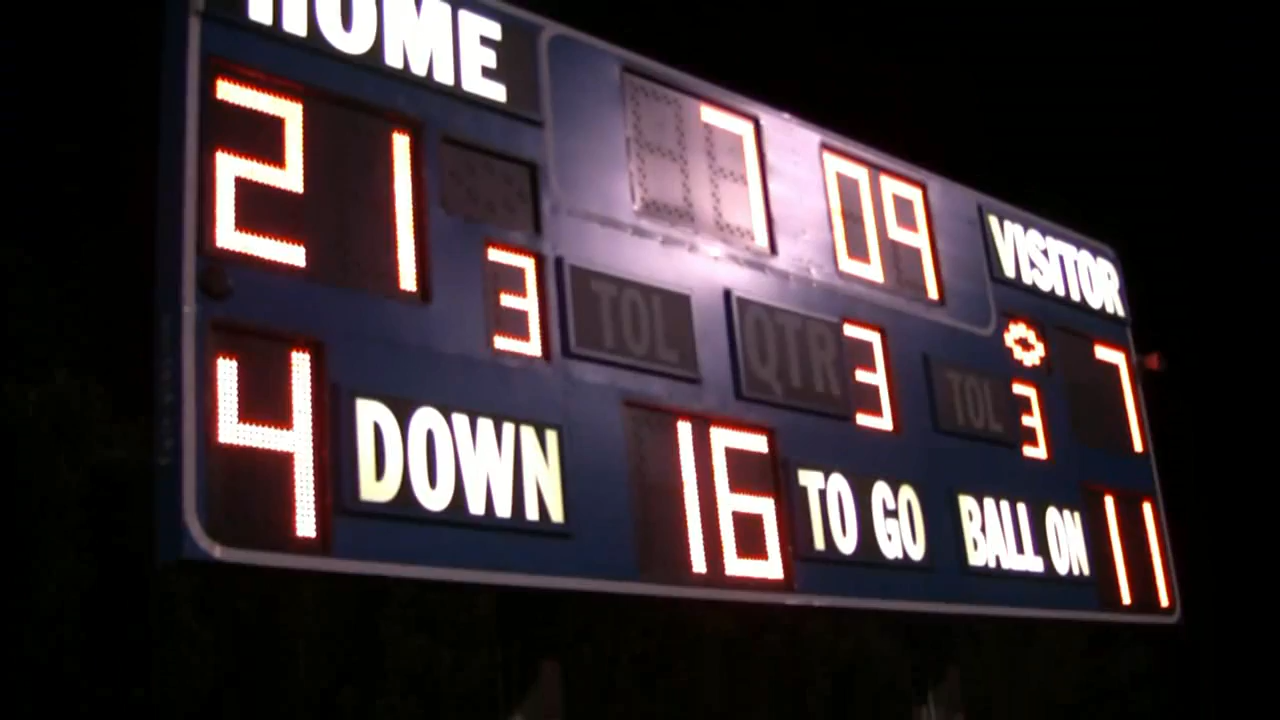 HOME
21 7 09 VISITOR
3 TOL QTR 3 TOL 3 7
4 DOWN 16 TO GO BALL ON 11